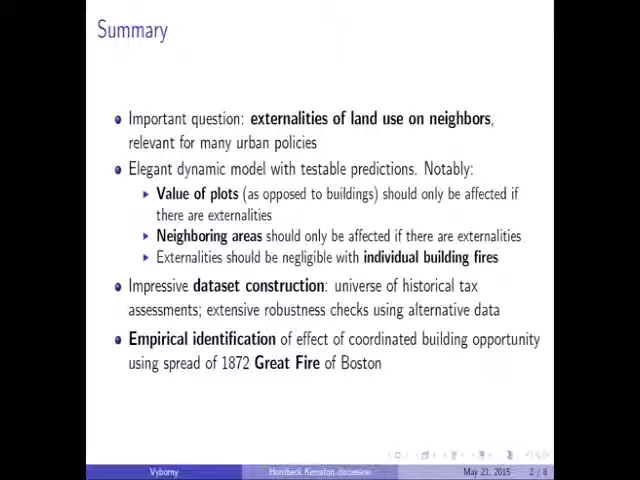 Summary
Important question: externalities of land use on neighbors,
relevant for many urban policies
Elegant dynamic model with testable predictions. Notably:
Value of plots (as opposed to buildings) should only be affected if
there are externalities
Neighboring areas should only be affected if there are externalities
Externalities should be negligible with individual building fires
Impressive dataset construction: universe of historical tax
assessments; extensive robustness checks using alternative data
Empirical identification of effect of coordinated building opportunity
using spread of 1872 Great Fire of Boston
Vyborny Hornbeck Keniston discussion May 21, 2015 2 / 8